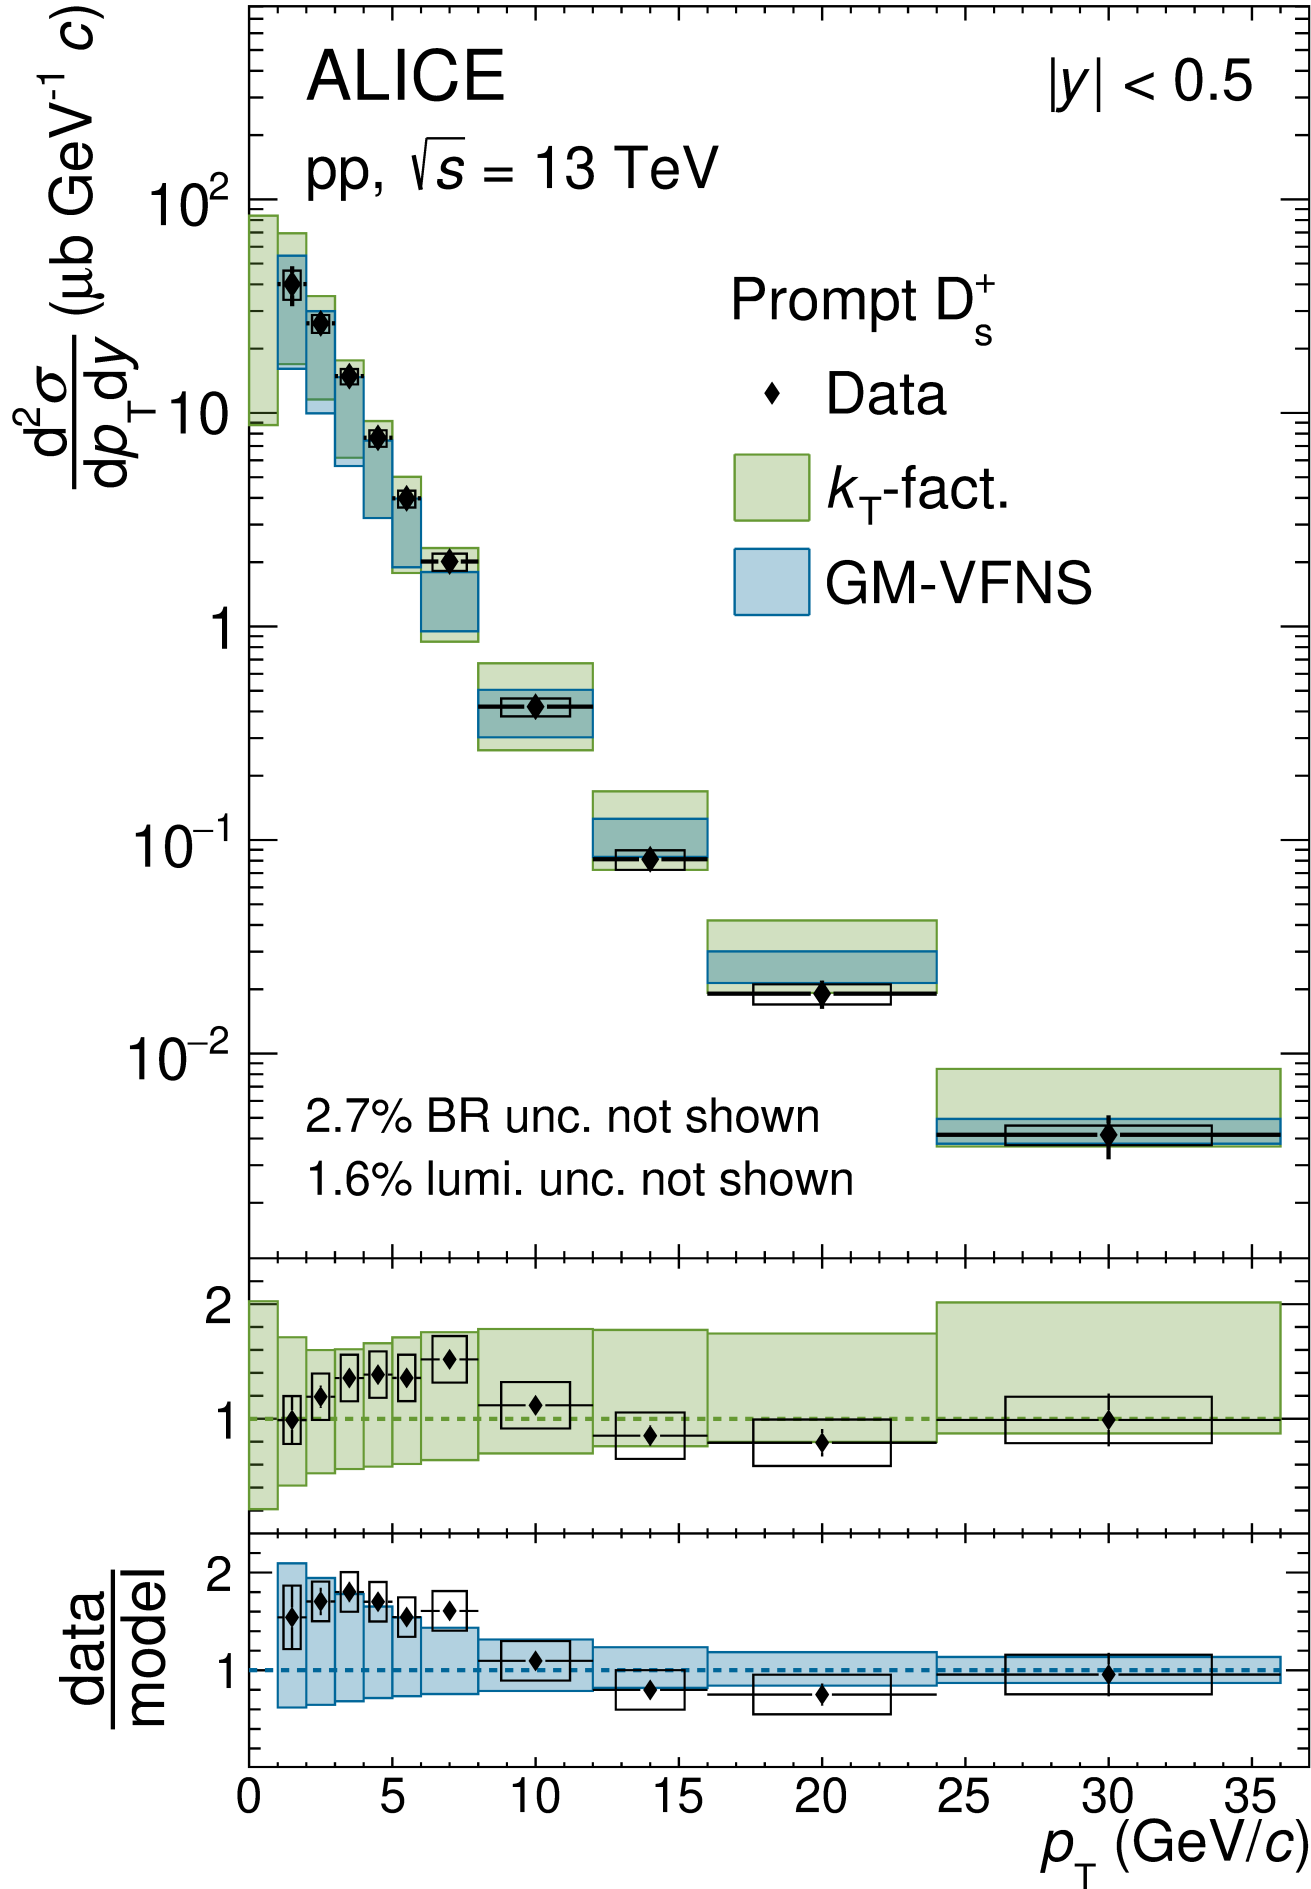 ALICE
|y| < 0.5
pp, √s = 13 TeV
d²σ/dp_T dy (μb GeV⁻¹ c)
10²
10
1
10⁻¹
10⁻²
Prompt D_s⁺
Data
k_T-fact.
GM-VFNS
2.7% BR unc. not shown
1.6% lumi. unc. not shown
2
1
data/model
2
1
0 5 10 15 20 25 30 35
p_T (GeV/c)